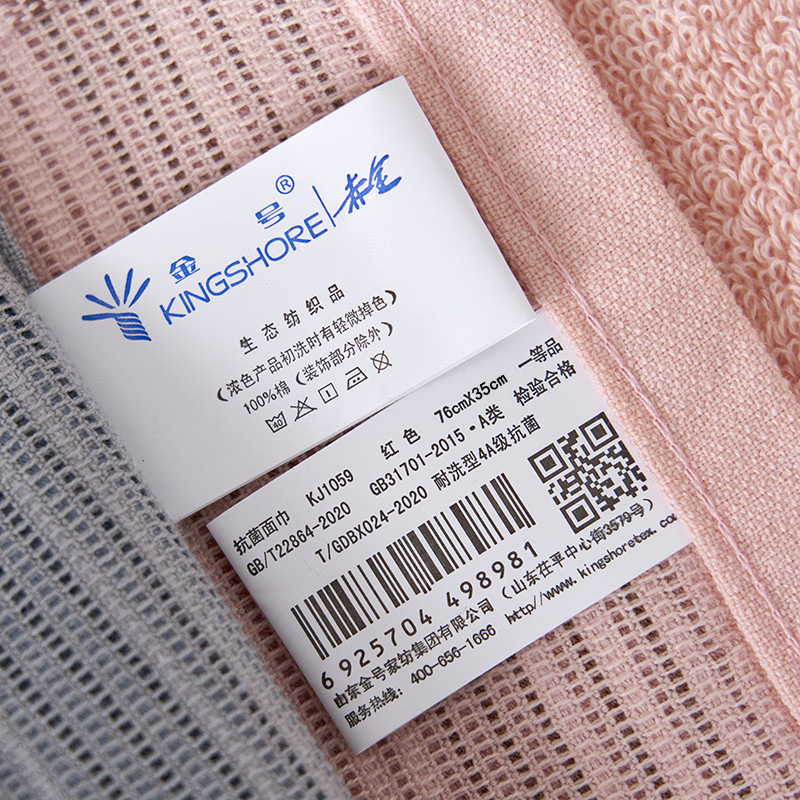 金号®
KINGSHORE
生态纺织品
（浓色产品初洗时有轻微掉色）
100%棉（装饰部分除外）
40
抗菌面巾 KJ1059 红色 76cmX35cm 一等品
GB/T22864-2020 GB31701-2015·A类 检验合格
T/GDBX024-2020 耐洗型4A级抗菌
6 925704 498981
山东金号家纺集团有限公司（山东茌平中心街3579号）
服务热线：400-656-1666 http//www.kingshoretex.co